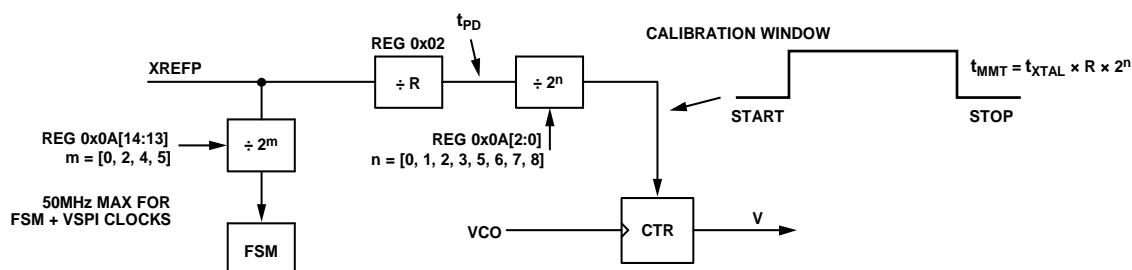 tPD
CALIBRATION WINDOW
REG 0x02
XREFP
÷ R
÷ 2ⁿ
tMMT = tXTAL × R × 2ⁿ
START
STOP
REG 0x0A[14:13]
m = [0, 2, 4, 5]
÷ 2ᵐ
REG 0x0A[2:0]
n = [0, 1, 2, 3, 5, 6, 7, 8]
50MHz MAX FOR
FSM + VSPI CLOCKS
FSM
VCO
CTR
V